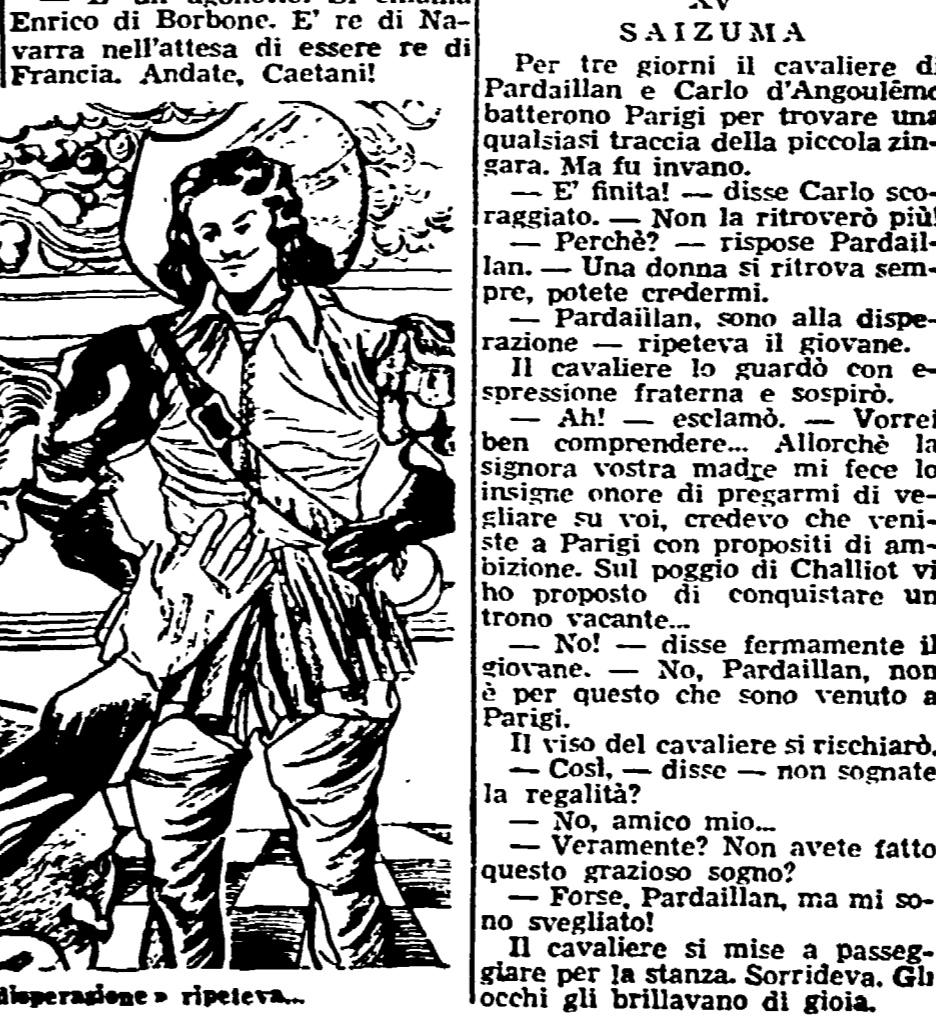 Enrico di Borbone. E' re di Na-
varra nell'attesa di essere re di
Francia. Andate, Caetani!
disperazione» ripeteva...
XV
SAIZUMA
Per tre giorni il cavaliere di
Pardaillan e Carlo d'Angoulême
batterono Parigi per trovare una
qualsiasi traccia della piccola zin-
gara. Ma fu invano.
— E' finita! — disse Carlo sco-
raggiato. — Non la ritroverò più!
— Perchè? — rispose Pardail-
lan. — Una donna si ritrova sem-
pre, potete credermi.
— Pardaillan, sono alla dispe-
razione — ripeteva il giovane.
Il cavaliere lo guardò con e-
spressione fraterna e sospirò.
— Ah! — esclamò. — Vorrei
ben comprendere... Allorchè la
signora vostra madre mi fece lo
insigne onore di pregarmi di ve-
gliare su voi, credevo che veni-
ste a Parigi con propositi di am-
bizione. Sul poggio di Challiot vi
ho proposto di conquistare un
trono vacante...
— No! — disse fermamente il
giovane. — No, Pardaillan, non
è per questo che sono venuto a
Parigi.
Il viso del cavaliere si rischiarò.
— Così, — disse — non sognate
la regalità?
— No, amico mio...
— Veramente? Non avete fatto
questo grazioso sogno?
— Forse, Pardaillan, ma mi so-
no svegliato!
Il cavaliere si mise a passeg-
giare per la stanza. Sorrideva. Gli
occhi gli brillavano di gioia.